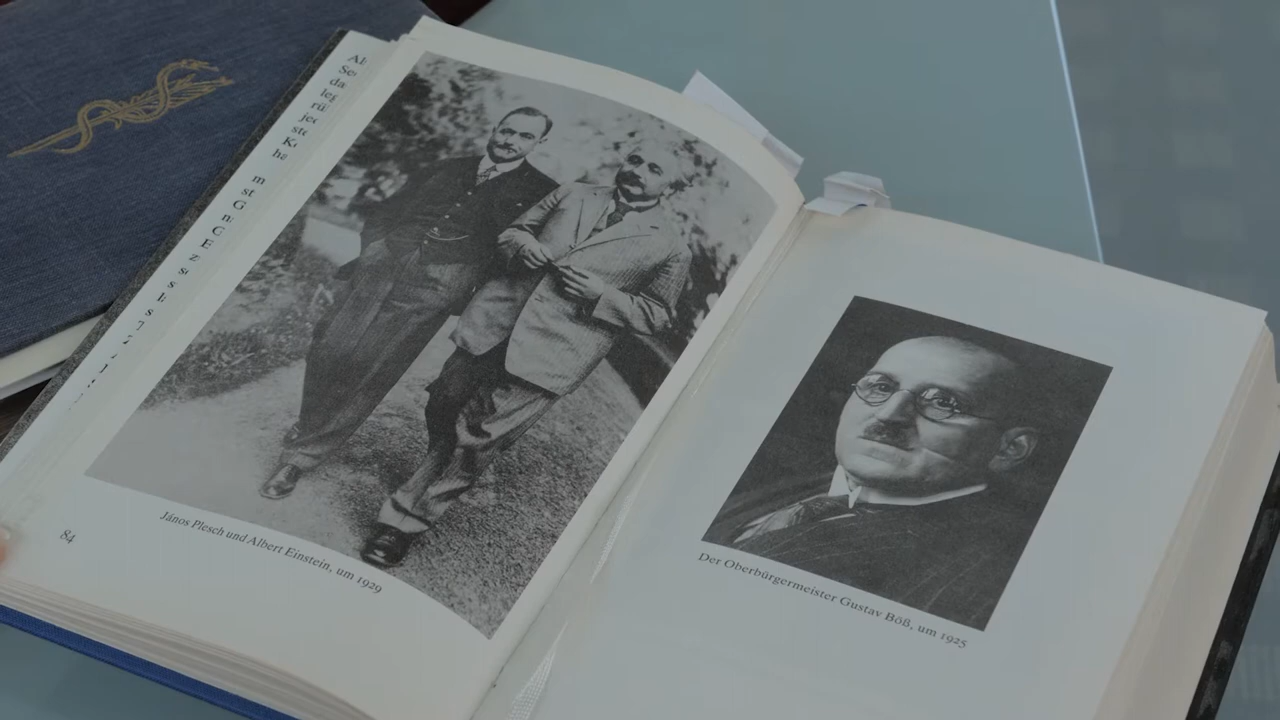 84
János Plesch und Albert Einstein, um 1929
Der Oberbürgermeister Gustav Böß, um 1925